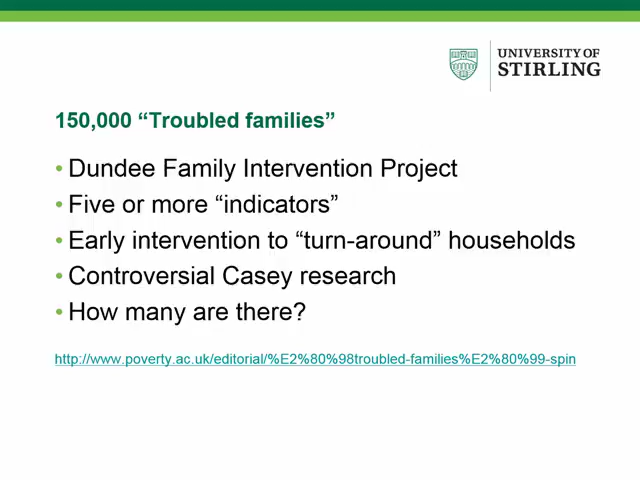 UNIVERSITY OF
STIRLING
150,000 “Troubled families”
• Dundee Family Intervention Project
• Five or more “indicators”
• Early intervention to “turn-around” households
• Controversial Casey research
• How many are there?
http://www.poverty.ac.uk/editorial/%E2%80%98troubled-families%E2%80%99-spin